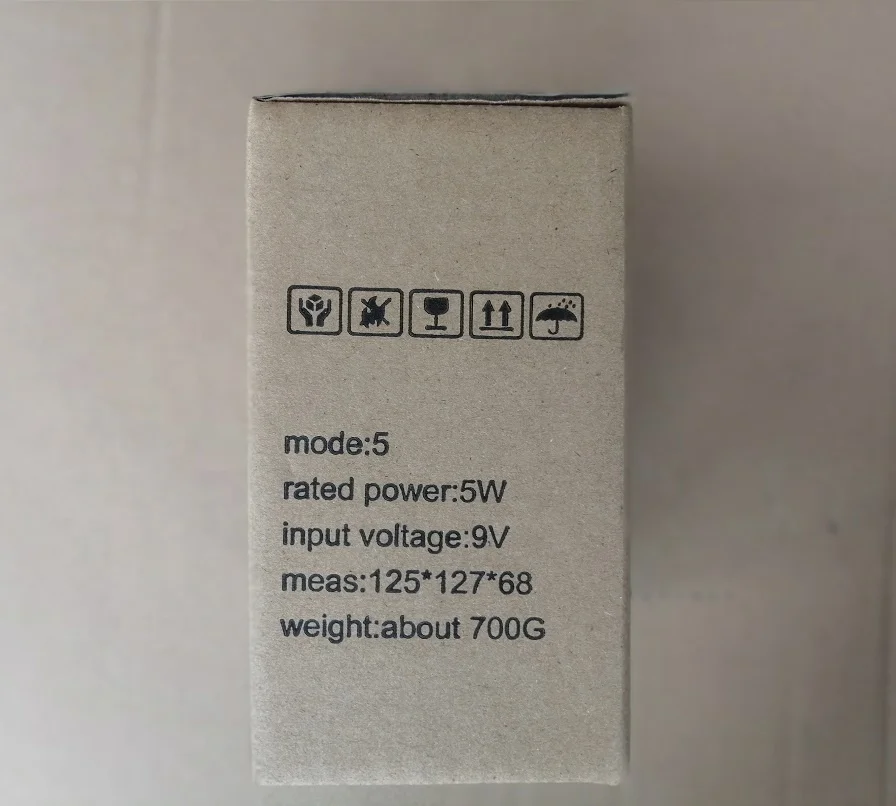 mode:5
rated power:5W
input voltage:9V
meas:125*127*68
weight:about 700G